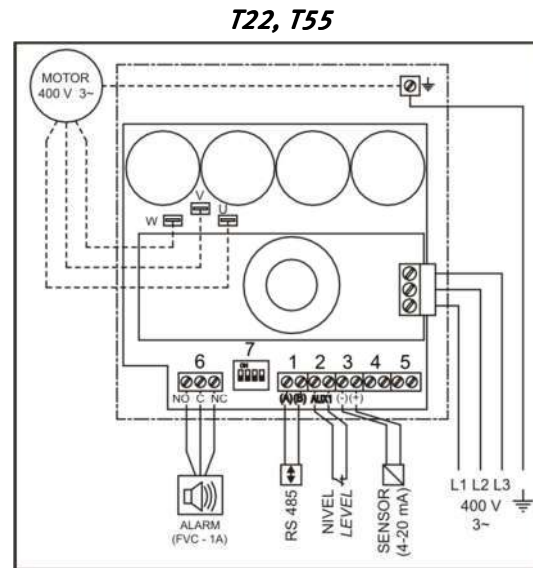 T22, T55
MOTOR
400 V 3~
V
W
U
7
ON
6
1 2 3 4 5
NO C NC
(A) (B) AUX1 (-) (+)
ALARM
(FVC - 1A)
RS 485
NIVEL
LEVEL
SENSOR
(4-20 mA)
L1 L2 L3
400 V
3~